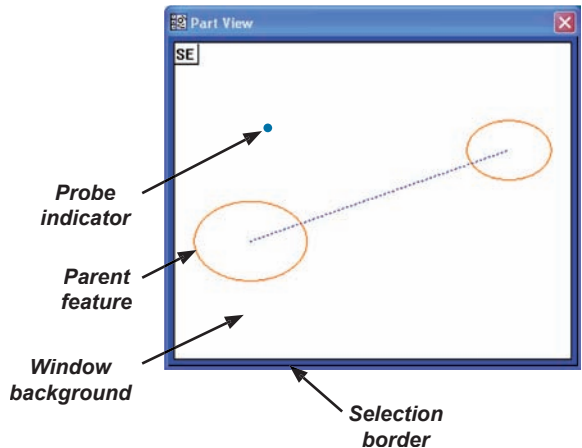 Part View
SE
Probe
indicator
Parent
feature
Window
background
Selection
border